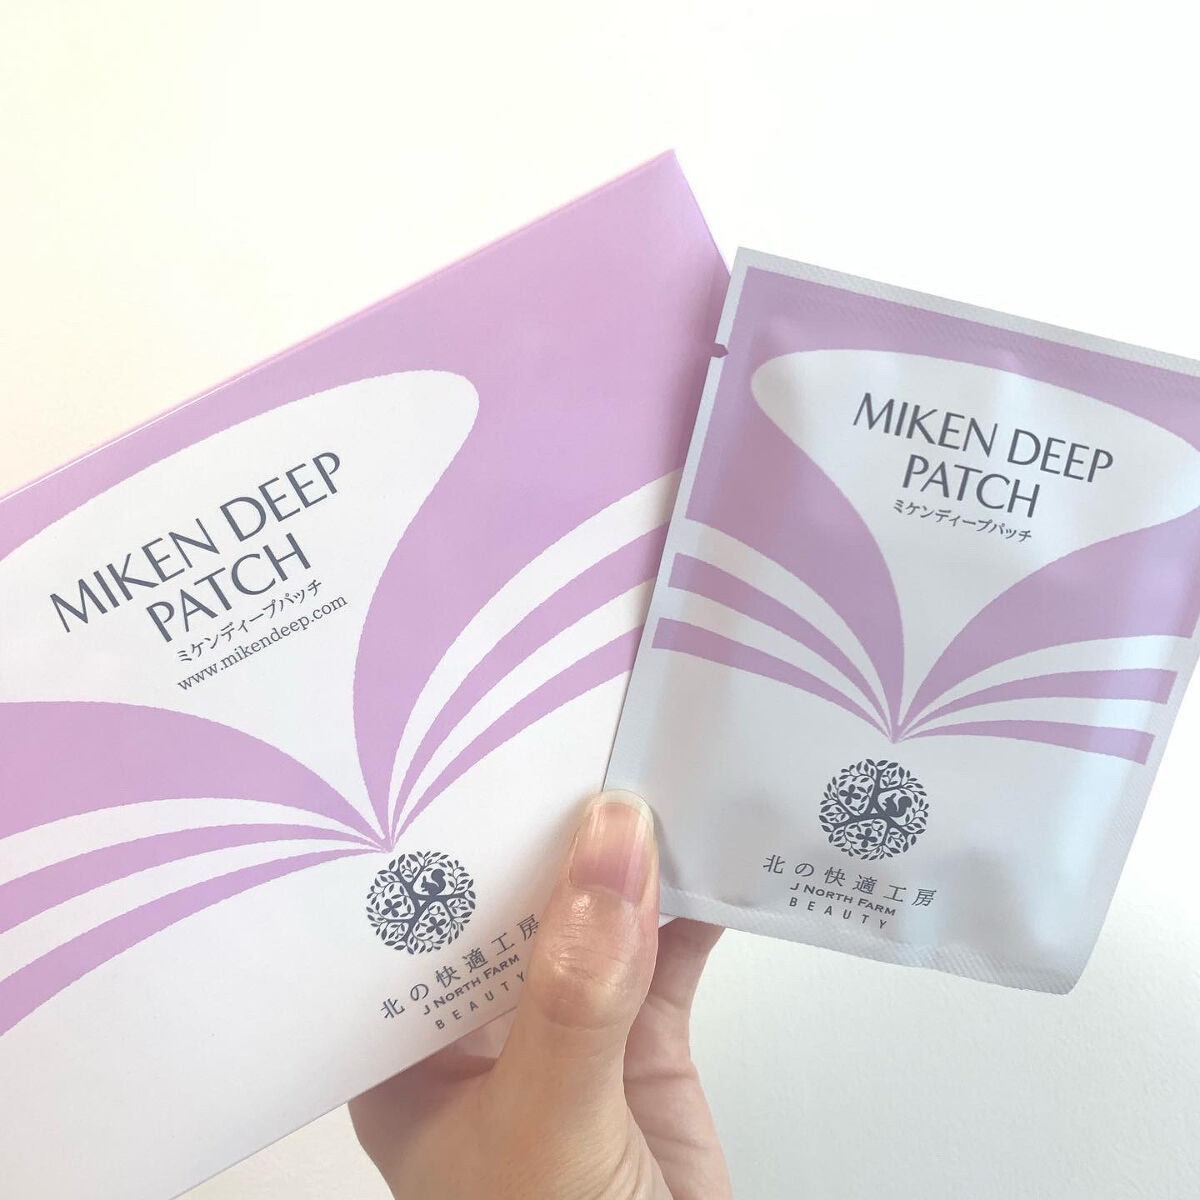 MIKEN DEEP
PATCH
ミケンディープパッチ
www.mikendeep.com
北の快適工房
J NORTH FARM
BEAUTY
MIKEN DEEP
PATCH
ミケンディープパッチ
北の快適工房
J NORTH FARM
BEAUTY